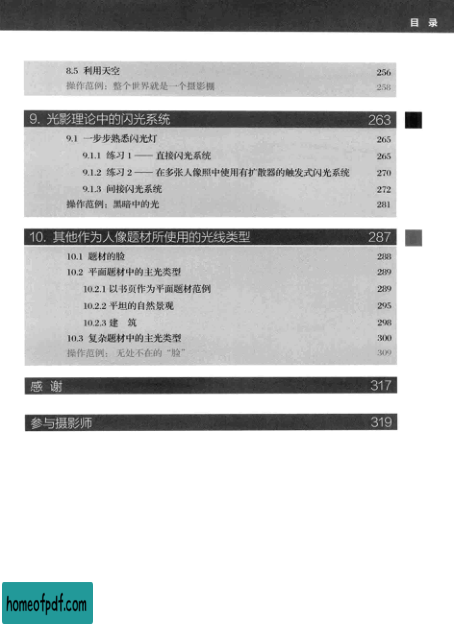 目 录
8.5 利用天空 256
操作范例：整个世界就是一个摄影棚 258
9. 光影理论中的闪光系统 263
9.1 一步步熟悉闪光灯 265
9.1.1 练习 1 —— 直接闪光系统 265
9.1.2 练习 2 —— 在多张人像照中使用有扩散器的触发式闪光系统 270
9.1.3 间接闪光系统 272
操作范例：黑暗中的光 281
10. 其他作为人像题材所使用的光线类型 287
10.1 题材的脸 288
10.2 平面题材中的主光类型 289
10.2.1 以书页作为平面题材范例 289
10.2.2 平坦的自然景观 295
10.2.3 建 筑 298
10.3 复杂题材中的主光类型 300
操作范例： 无处不在的“脸” 309
感 谢 317
参与摄影师 319
homeofpdf.com